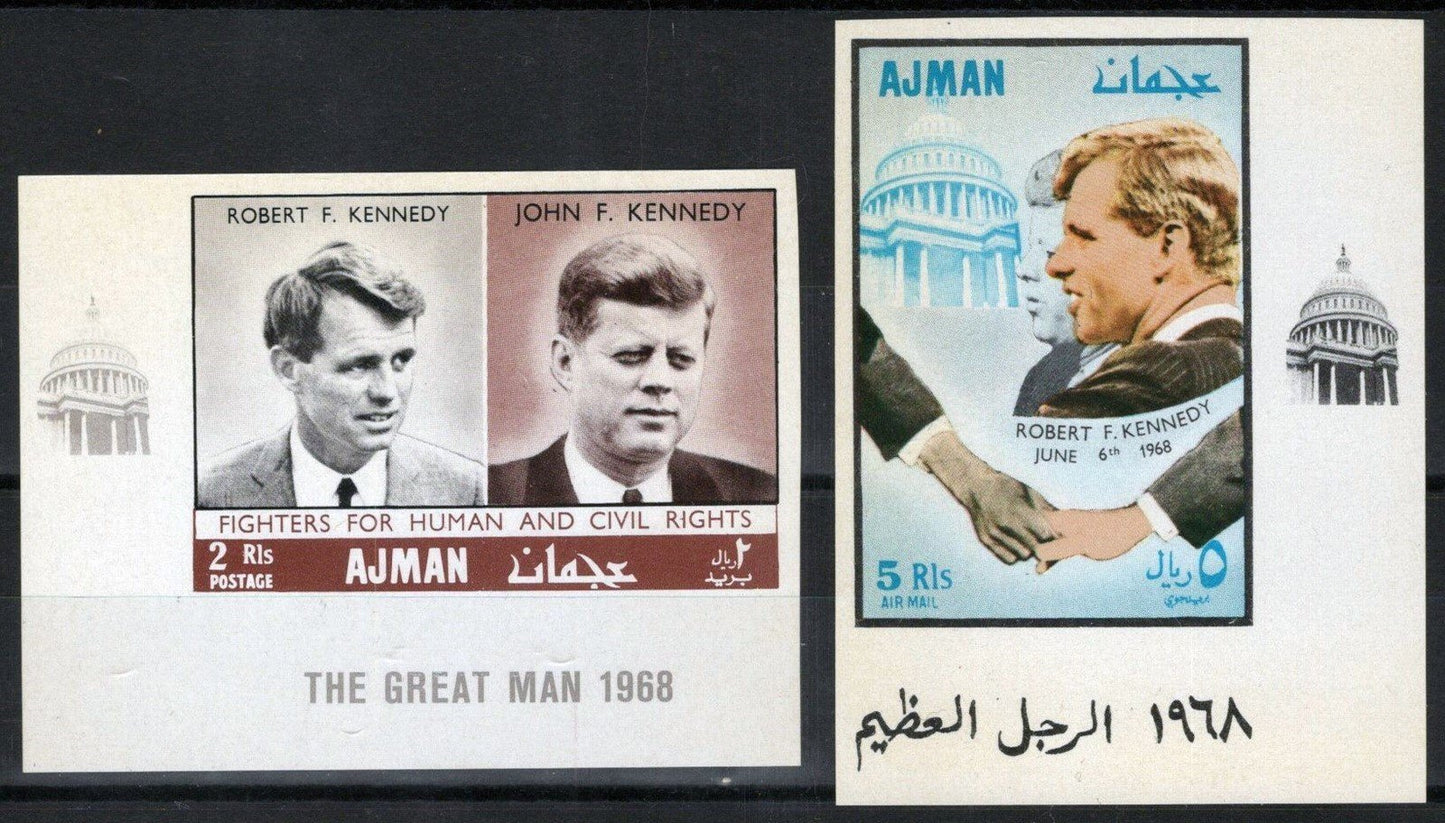 ROBERT F. KENNEDY
JOHN F. KENNEDY
FIGHTERS FOR HUMAN AND CIVIL RIGHTS
2 Rls AJMAN عجمان ٢ ريال
POSTAGE بريد
THE GREAT MAN 1968
AJMAN عجمان
ROBERT F. KENNEDY
JUNE 6th 1968
5 Rls ٥ ريال
AIR MAIL
الرجل العظيم ١٩٦٨